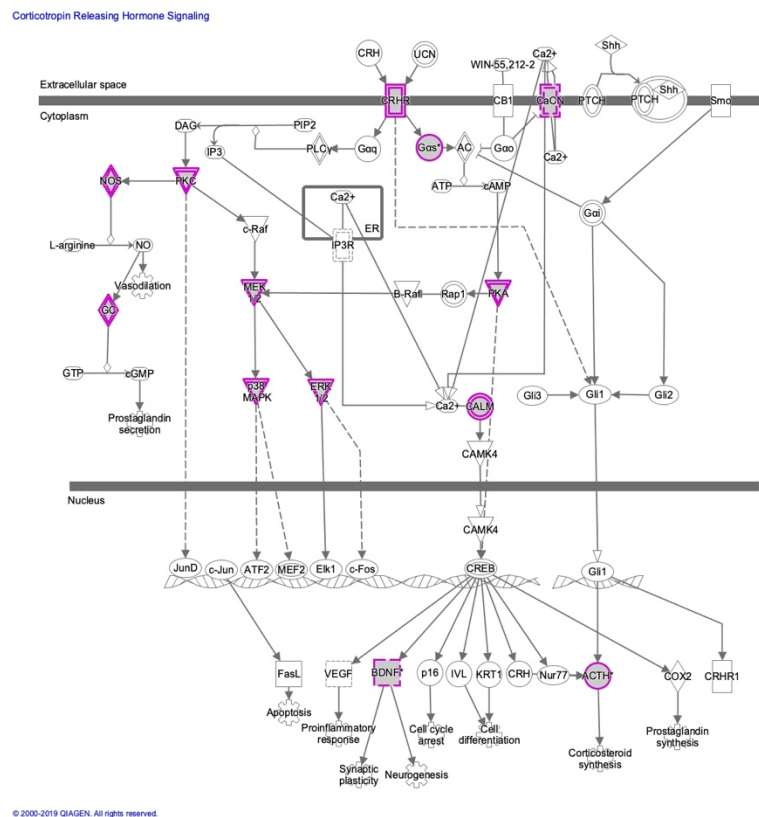 Corticotropin Releasing Hormone Signaling
CRH
UCN
WIN-55,212-2
Ca2+
Shh
Extracellular space
CRHR
CB1
CaCN
PTCH
PTCH
Shh
Smo
Cytoplasm
DAG
PIP2
IP3
PLCγ
Gαq
Gαs*
AC
Gαo
Ca2+
NOS
PKC
ATP
cAMP
Ca2+
ER
Gαi
c-Raf
L-arginine
NO
IP3R
Vasodilation
MEK
1/2
B-Raf
Rap1
PKA
GC
GTP
cGMP
p38
MAPK
ERK
1/2
Ca2+
CALM
Gli3
Gli1
Gli2
Prostaglandin
secretion
CAMK4
Nucleus
CAMK4
JunD
c-Jun
ATF2
MEF2
Elk1
c-Fos
CREB
Gli1
FasL
VEGF
BDNF*
p16
IVL
KRT1
CRH
Nur77
ACTH*
COX2
CRHR1
Apoptosis
Proinflammatory
response
Cell cycle
arrest
Cell
differentiation
Prostaglandin
synthesis
Synaptic
plasticity
Neurogenesis
Corticosteroid
synthesis
© 2000-2019 QIAGEN. All rights reserved.